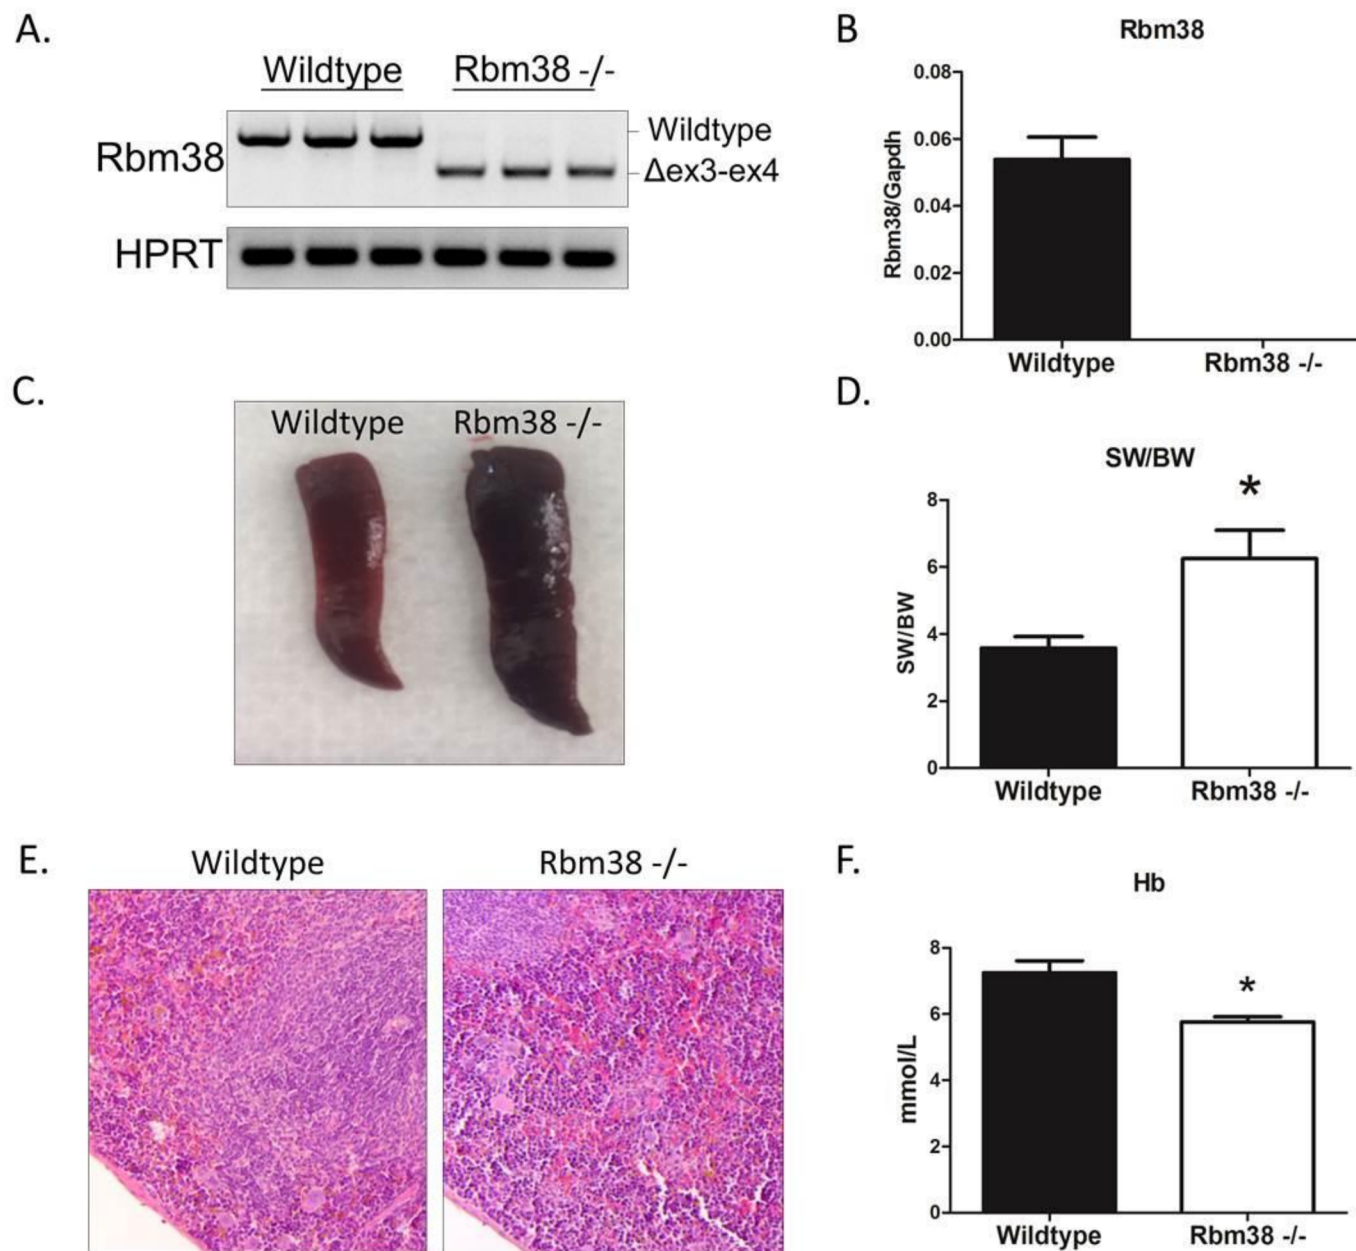 A.
Wildtype Rbm38 -/-
Rbm38
Wildtype
Δex3-ex4
HPRT
B
Rbm38
Rbm38/Gapdh
0.08
0.06
0.04
0.02
0.00
Wildtype Rbm38 -/-
C.
Wildtype Rbm38 -/-
D.
SW/BW
*
SW/BW
8
6
4
2
0
Wildtype Rbm38 -/-
E.
Wildtype Rbm38 -/-
F.
Hb
*
mmol/L
8
6
4
2
0
Wildtype Rbm38 -/-